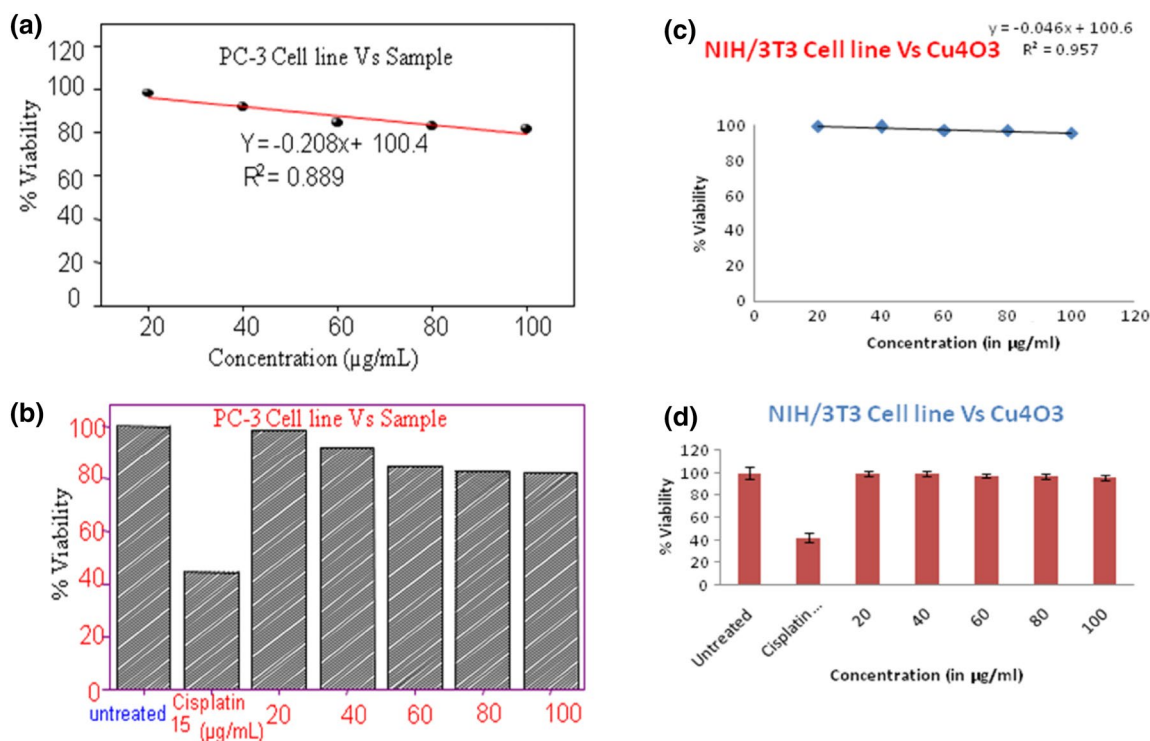 (a)
120
100
80
60
40
20
0
% Viability
PC-3 Cell line Vs Sample
Y = -0.208x+ 100.4
R² = 0.889
20 40 60 80 100
Concentration (µg/mL)
(b)
PC-3 Cell line Vs Sample
100
80
60
40
20
0
% Viability
untreated Cisplatin 20 40 60 80 100
15 (µg/mL)
(c)
y = -0.046x + 100.6
R² = 0.957
NIH/3T3 Cell line Vs Cu4O3
100
80
60
40
20
0
% Viability
0 20 40 60 80 100 120
Concentration (in µg/ml)
(d)
NIH/3T3 Cell line Vs Cu4O3
120
100
80
60
40
20
0
% Viability
Untreated Cisplatin... 20 40 60 80 100
Concentration (in µg/ml)